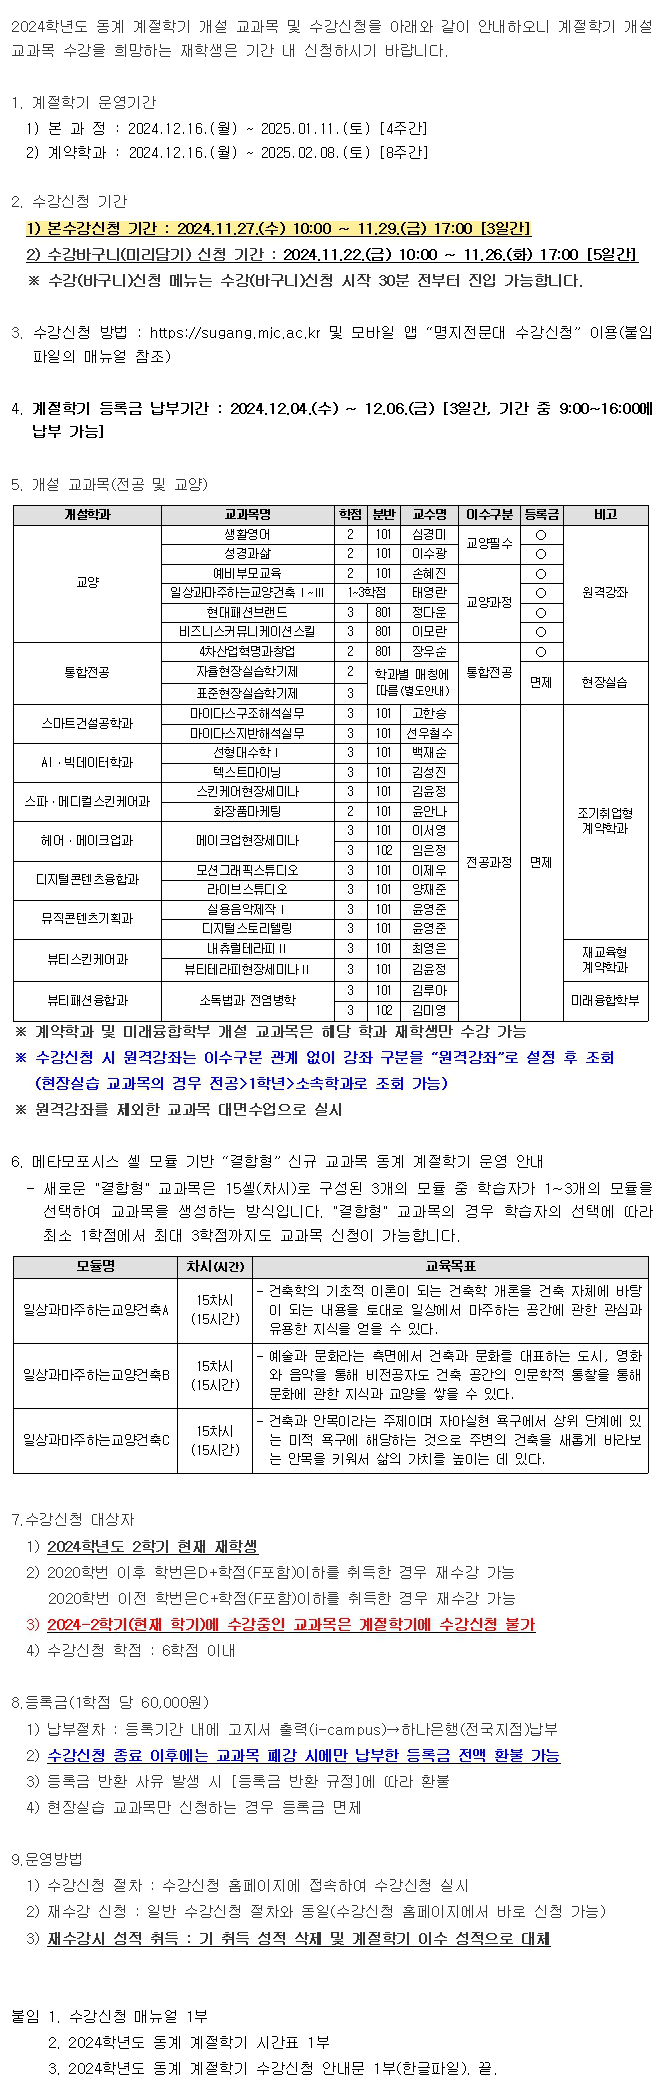 2024학년도 동계 계절학기 개설 교과목 및 수강신청을 아래와 같이 안내하오니 계절학기 개설
교과목 수강을 희망하는 재학생은 기간 내 신청하시기 바랍니다.
1. 계절학기 운영기간
1) 본 과 정 : 2024.12.16.(월) ~ 2025.01.11.(토) [4주간]
2) 계약학과 : 2024.12.16.(월) ~ 2025.02.08.(토) [8주간]
2. 수강신청 기간
1) 본수강신청 기간 : 2024.11.27.(수) 10:00 ~ 11.29.(금) 17:00 [3일간]
2) 수강바구니(미리담기) 신청 기간 : 2024.11.22.(금) 10:00 ~ 11.26.(화) 17:00 [5일간]
※ 수강(바구니)신청 메뉴는 수강(바구니)신청 시작 30분 전부터 진입 가능합니다.
3. 수강신청 방법 : https://sugang.mjc.ac.kr 및 모바일 앱 “명지전문대 수강신청” 이용(붙임
파일의 매뉴얼 참조)
4. 계절학기 등록금 납부기간 : 2024.12.04.(수) ~ 12.06.(금) [3일간, 기간 중 9:00~16:00에
납부 가능]
5. 개설 교과목(전공 및 교양)
개설학과 교과목명 학점 분반 교수명 이수구분 등록금 비고
교양 생활영어 2 101 심경미 교양필수 ○ 원격강좌
성경과삶 2 101 이수광 ○
예비부모교육 2 101 손혜진 교양과정 ○
일상과마주하는교양건축Ⅰ~Ⅲ 1~3학점 태영란 ○
현대패션브랜드 3 801 정다운 ○
비즈니스커뮤니케이션스킬 3 801 이모란 ○
통합전공 4차산업혁명과창업 2 801 장우순 통합전공 ○
자율현장실습학기제 2 학과별 매칭에 따름(별도안내) 면제 현장실습
표준현장실습학기제 3
스마트건설공학과 마이다스구조해석실무 3 101 고한승 전공과정 면제 조기취업형 계약학과
마이다스지반해석실무 3 101 선우철수
AI·빅데이터학과 선형대수학Ⅰ 3 101 백재순
텍스트마이닝 3 101 김성진
스파·메디컬스킨케어과 스킨케어현장세미나 3 101 김윤정
화장품마케팅 2 101 윤안나
헤어·메이크업과 메이크업현장세미나 3 101 이서영
3 102 임은정
디지털콘텐츠융합과 모션그래픽스튜디오 3 101 이제우
라이브스튜디오 3 101 양재준
뮤직콘텐츠기획과 실용음악제작Ⅰ 3 101 윤영준
디지털스토리텔링 3 101 윤영준
뷰티스킨케어과 내츄럴테라피Ⅱ 3 101 최영은 재교육형 계약학과
뷰티테라피현장세미나Ⅱ 3 101 김윤정
뷰티패션융합과 소독법과 전염병학 3 101 김루아 미래융합학부
3 102 김미영
※ 계약학과 및 미래융합학부 개설 교과목은 해당 학과 재학생만 수강 가능
※ 수강신청 시 원격강좌는 이수구분 관계 없이 강좌 구분을 “원격강좌”로 설정 후 조회
(현장실습 교과목의 경우 전공>1학년>소속학과로 조회 가능)
※ 원격강좌를 제외한 교과목 대면수업으로 실시
6. 메타모포시스 셀 모듈 기반 “결합형” 신규 교과목 동계 계절학기 운영 안내
- 새로운 "결합형" 교과목은 15셀(차시)로 구성된 3개의 모듈 중 학습자가 1~3개의 모듈을
선택하여 교과목을 생성하는 방식입니다. "결합형" 교과목의 경우 학습자의 선택에 따라
최소 1학점에서 최대 3학점까지도 교과목 신청이 가능합니다.
모듈명 차시(시간) 교육목표
일상과마주하는교양건축A 15차시 (15시간) - 건축학의 기초적 이론이 되는 건축학 개론을 건축 자체에 바탕
이 되는 내용을 토대로 일상에서 마주하는 공간에 관한 관심과
유용한 지식을 얻을 수 있다.
일상과마주하는교양건축B 15차시 (15시간) - 예술과 문화라는 측면에서 건축과 문화를 대표하는 도시, 영화
와 음악을 통해 비전공자도 건축 공간의 인문학적 통찰을 통해
문화에 관한 지식과 교양을 쌓을 수 있다.
일상과마주하는교양건축C 15차시 (15시간) - 건축과 안목이라는 주제이며 자아실현 욕구에서 상위 단계에 있
는 미적 욕구에 해당하는 것으로 주변의 건축을 새롭게 바라보
는 안목을 키워서 삶의 가치를 높이는 데 있다.
7.수강신청 대상자
1) 2024학년도 2학기 현재 재학생
2) 2020학번 이후 학번은D+학점(F포함)이하를 취득한 경우 재수강 가능
2020학번 이전 학번은C+학점(F포함)이하를 취득한 경우 재수강 가능
3) 2024-2학기(현재 학기)에 수강중인 교과목은 계절학기에 수강신청 불가
4) 수강신청 학점 : 6학점 이내
8.등록금(1학점 당 60,000원)
1) 납부절차 : 등록기간 내에 고지서 출력(i-campus)→하나은행(전국지점)납부
2) 수강신청 종료 이후에는 교과목 폐강 시에만 납부한 등록금 전액 환불 가능
3) 등록금 반환 사유 발생 시 [등록금 반환 규정]에 따라 환불
4) 현장실습 교과목만 신청하는 경우 등록금 면제
9.운영방법
1) 수강신청 절차 : 수강신청 홈페이지에 접속하여 수강신청 실시
2) 재수강 신청 : 일반 수강신청 절차와 동일(수강신청 홈페이지에서 바로 신청 가능)
3) 재수강시 성적 취득 : 기 취득 성적 삭제 및 계절학기 이수 성적으로 대체
붙임 1. 수강신청 매뉴얼 1부
2. 2024학년도 동계 계절학기 시간표 1부
3. 2024학년도 동계 계절학기 수강신청 안내문 1부(한글파일). 끝.